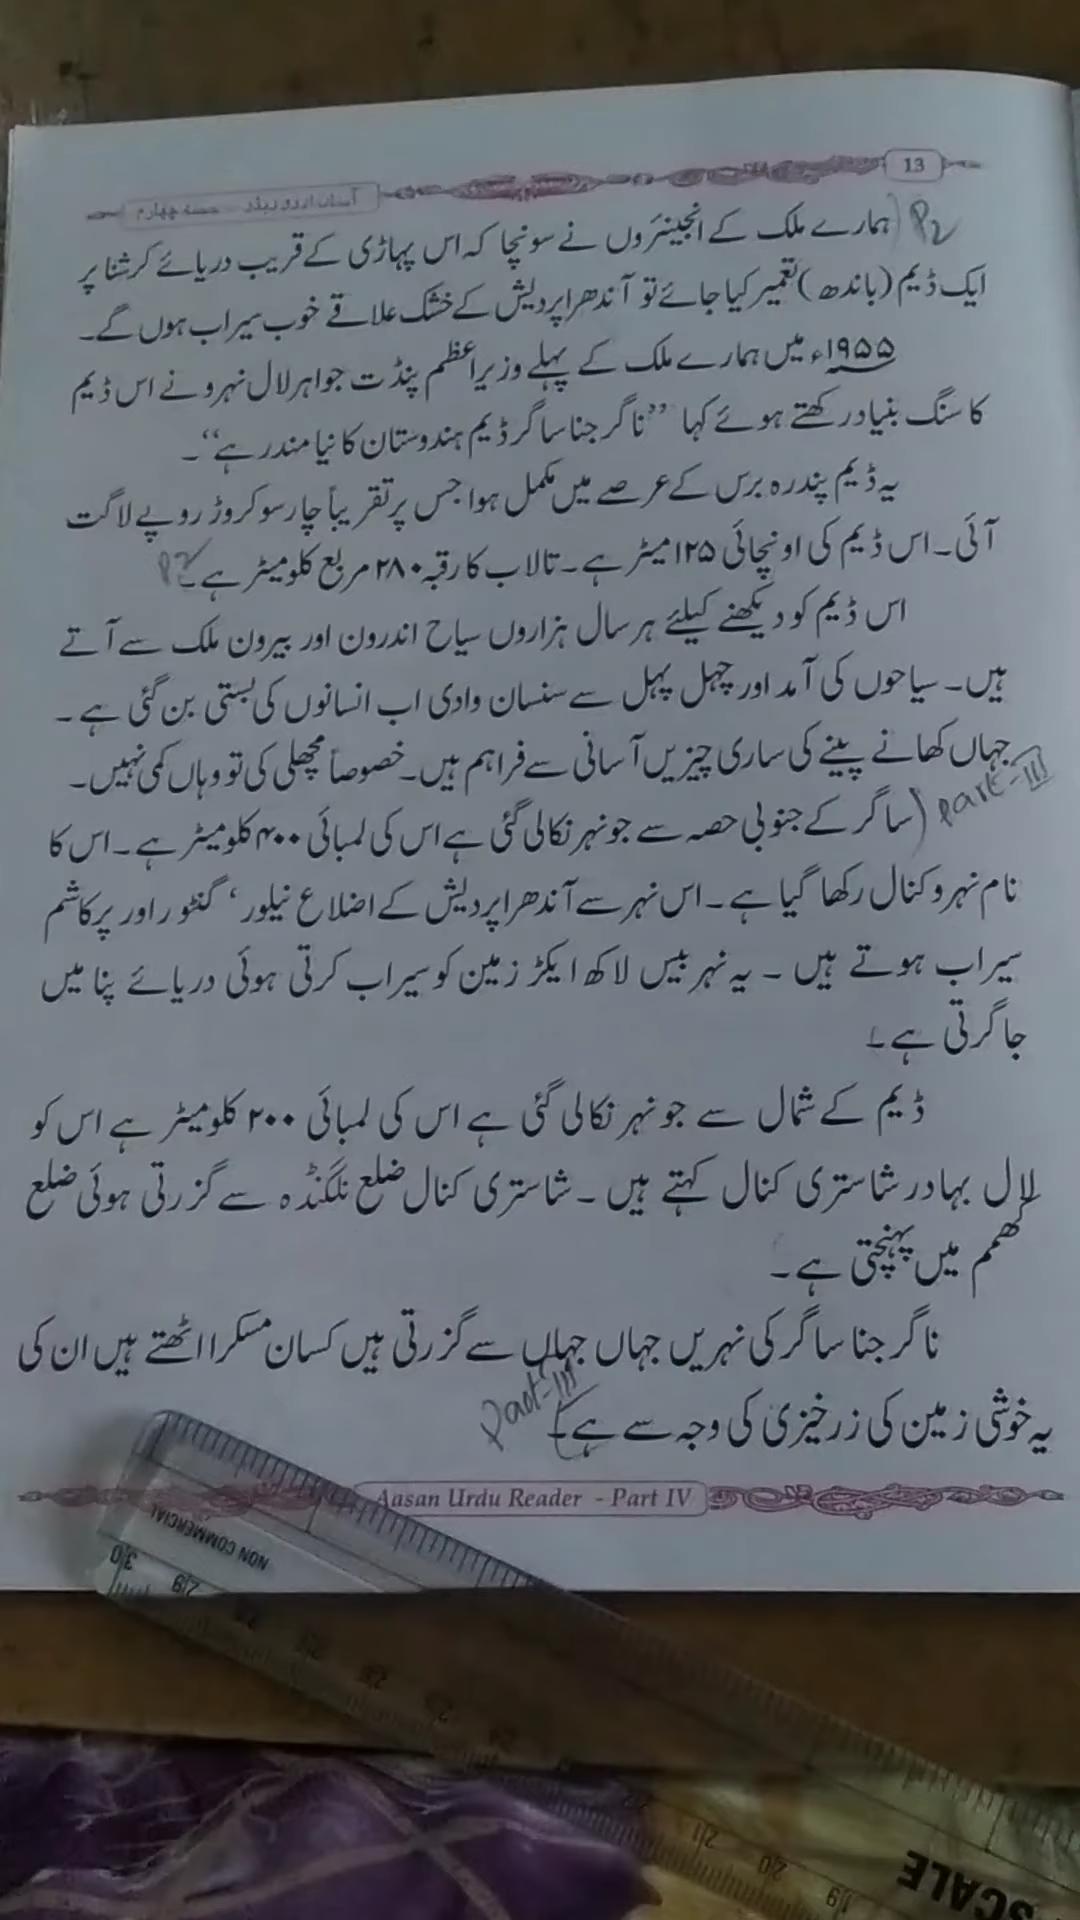 13
آسان اردو ریڈر - حصہ چہارم
P2
(ہمارے ملک کے انجینئروں نے سونچا کہ اس پہاڑی کے قریب دریائے کرشنا پر
ایک ڈیم (باندھ) تعمیر کیا جائے تو آندھراپردیش کے خشک علاقے خوب سیراب ہوں گے۔
۱۹۵۵ء میں ہمارے ملک کے پہلے وزیراعظم پنڈت جواہر لال نہرو نے اس ڈیم
کا سنگ بنیاد رکھتے ہوئے کہا ’’ناگرجنا ساگر ڈیم ہندوستان کا نیا مندر ہے‘‘۔
یہ ڈیم پندرہ برس کے عرصے میں مکمل ہوا جس پر تقریباً چار سو کروڑ روپے لاگت
آئی۔ اس ڈیم کی اونچائی ۱۲۵ میٹر ہے۔ تالاب کا رقبہ ۲۸۰ مربع کلومیٹر ہے۔ P2
اس ڈیم کو دیکھنے کیلئے ہر سال ہزاروں سیاح اندرون اور بیرون ملک سے آتے
ہیں۔ سیاحوں کی آمد اور چہل پہل سے سنسان وادی اب انسانوں کی بستی بن گئی ہے۔
جہاں کھانے پینے کی ساری چیزیں آسانی سے فراہم ہیں۔ خصوصاً مچھلی کی تو وہاں کمی نہیں۔
Part-III
(ساگر کے جنوبی حصہ سے جو نہر نکالی گئی ہے اس کی لمبائی ۴۰۰ کلومیٹر ہے۔ اس کا
نام نہرو کنال رکھا گیا ہے۔ اس نہر سے آندھراپردیش کے اضلاع نیلور‘ گنٹور اور پرکاشم
سیراب ہوتے ہیں ۔ یہ نہر بیس لاکھ ایکڑ زمین کو سیراب کرتی ہوئی دریائے پنا میں
جا گرتی ہے۔
ڈیم کے شمال سے جو نہر نکالی گئی ہے اس کی لمبائی ۲۰۰ کلومیٹر ہے اس کو
لال بہادر شاستری کنال کہتے ہیں ۔ شاستری کنال ضلع نلگنڈہ سے گزرتی ہوئی ضلع
کھمم میں پہنچتی ہے۔
ناگرجنا ساگر کی نہریں جہاں جہاں سے گزرتی ہیں کسان مسکرا اٹھتے ہیں ان کی
یہ خوشی زمین کی زرخیزی کی وجہ سے ہے۔
Part-III
Aasan Urdu Reader - Part IV
NON COMMERCIAL
30
29
21
20
19
SCALE